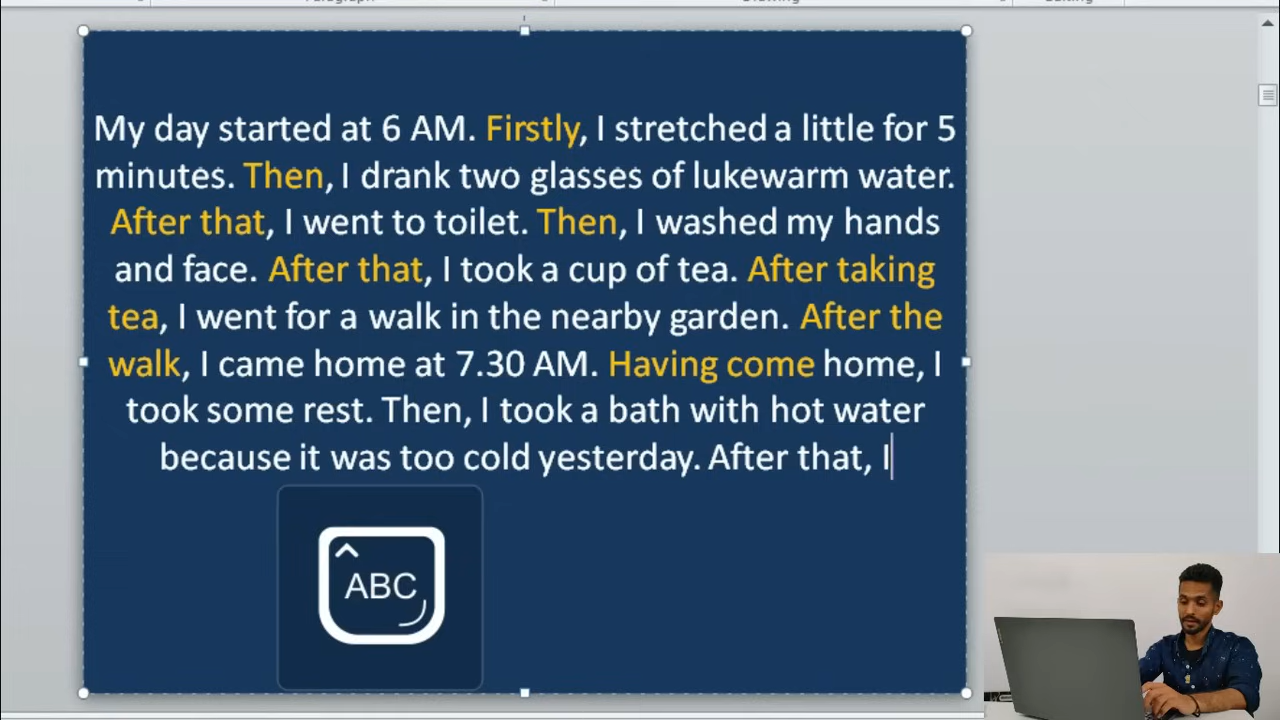 My day started at 6 AM. Firstly, I stretched a little for 5
minutes. Then, I drank two glasses of lukewarm water.
After that, I went to toilet. Then, I washed my hands
and face. After that, I took a cup of tea. After taking
tea, I went for a walk in the nearby garden. After the
walk, I came home at 7.30 AM. Having come home, I
took some rest. Then, I took a bath with hot water
because it was too cold yesterday. After that, I
ABC